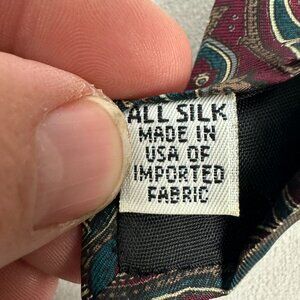 ALL SILK
MADE IN
USA OF
IMPORTED
FABRIC